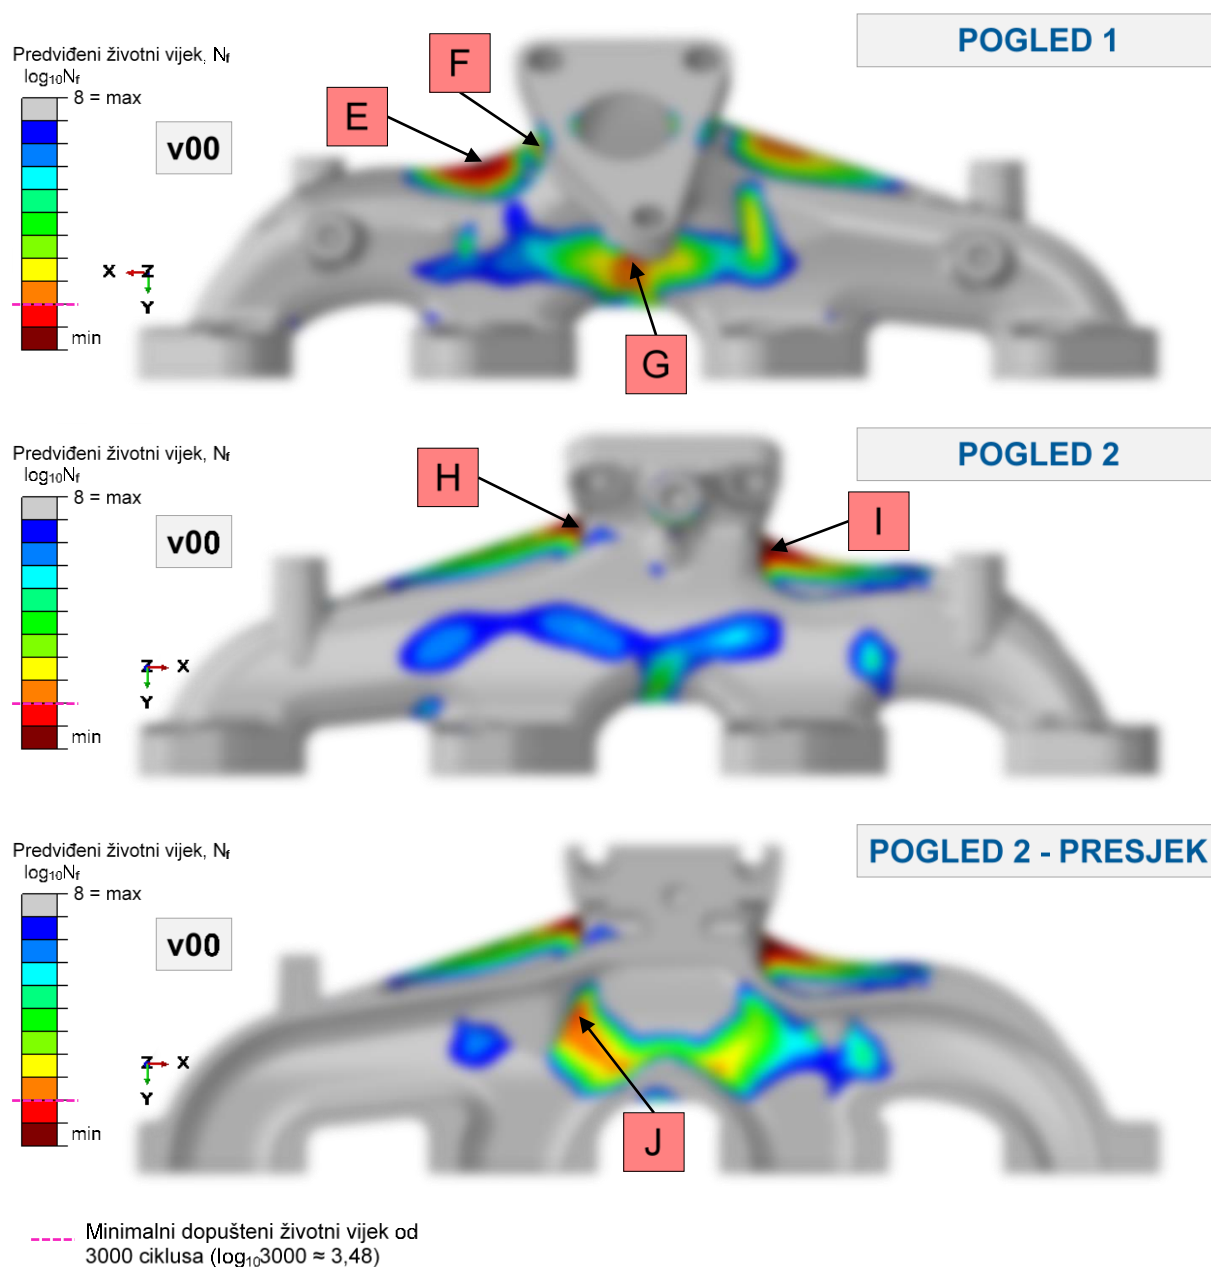 POGLED 1
Predviđeni životni vijek, Nf
log₁₀Nf
8 = max
v00
F
E
X Z
Y
min
G
POGLED 2
Predviđeni životni vijek, Nf
log₁₀Nf
8 = max
v00
H
I
Z X
Y
min
POGLED 2 - PRESJEK
Predviđeni životni vijek, Nf
log₁₀Nf
8 = max
v00
Z X
Y
min
J
Minimalni dopušteni životni vijek od
3000 ciklusa (log₁₀3000 ≈ 3,48)